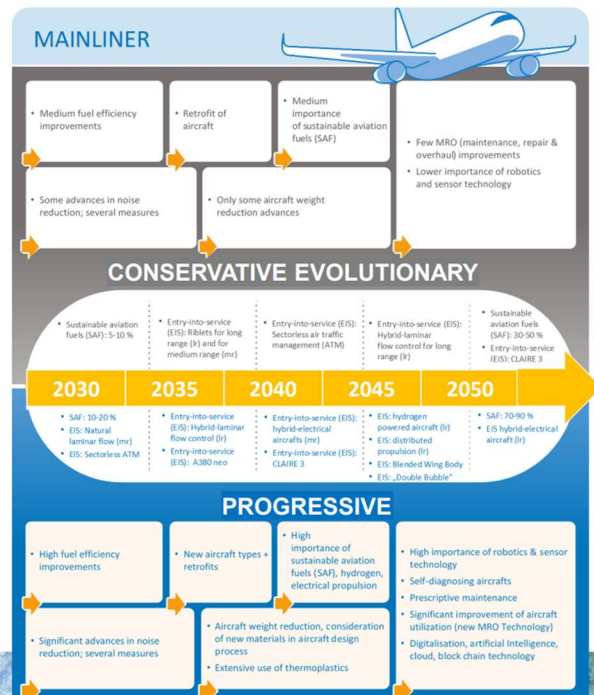 MAINLINER
• Medium fuel efficiency
improvements
• Retrofit of
aircraft
• Medium
importance
of sustainable aviation
fuels (SAF)
• Few MRO (maintenance, repair &
overhaul) improvements
• Lower importance of robotics
and sensor technology
• Some advances in noise
reduction; several measures
• Only some aircraft weight
reduction advances
CONSERVATIVE EVOLUTIONARY
• Sustainable aviation
fuels (SAF): 5-10 %
• Entry-into-service
(EIS): Riblets for long
range (lr) and for
medium range (mr)
• Entry-into-service (EIS):
Sectorless air traffic
management (ATM)
• Entry-into-service (EIS):
Hybrid-laminar
flow control for long
range (lr)
• Sustainable
aviation fuels
(SAF): 30-50 %
• Entry-into-service
(EIS): CLAIRE 3
2030
2035
2040
2045
2050
• SAF: 10-20 %
• EIS: Natural
laminar flow (mr)
• EIS: Sectorless ATM
• Entry-into-service
(EIS): Hybrid-laminar
flow control (lr)
• Entry-into-service
(EIS): A380 neo
• Entry-into-service (EIS):
hybrid-electrical
aircrafts (mr)
• Entry-into-service (EIS):
CLAIRE 3
• EIS: hydrogen
powered aircraft (lr)
• EIS: distributed
propulsion (lr)
• EIS: Blended Wing Body
• EIS: „Double Bubble"
• SAF: 70-90 %
• EIS hybrid-electrical
aircraft (lr)
PROGRESSIVE
• High fuel efficiency
improvements
• New aircraft types +
retrofits
• High
importance of
sustainable aviation
fuels (SAF), hydrogen,
electrical propulsion
• High importance of robotics & sensor
technology
• Self-diagnosing aircrafts
• Prescriptive maintenance
• Significant improvement of aircraft
utilization (new MRO Technology)
• Digitalisation, artificial Intelligence,
cloud, block chain technology
• Significant advances in noise
reduction; several measures
• Aircraft weight reduction, consideration
of new materials in aircraft design
process
• Extensive use of thermoplastics